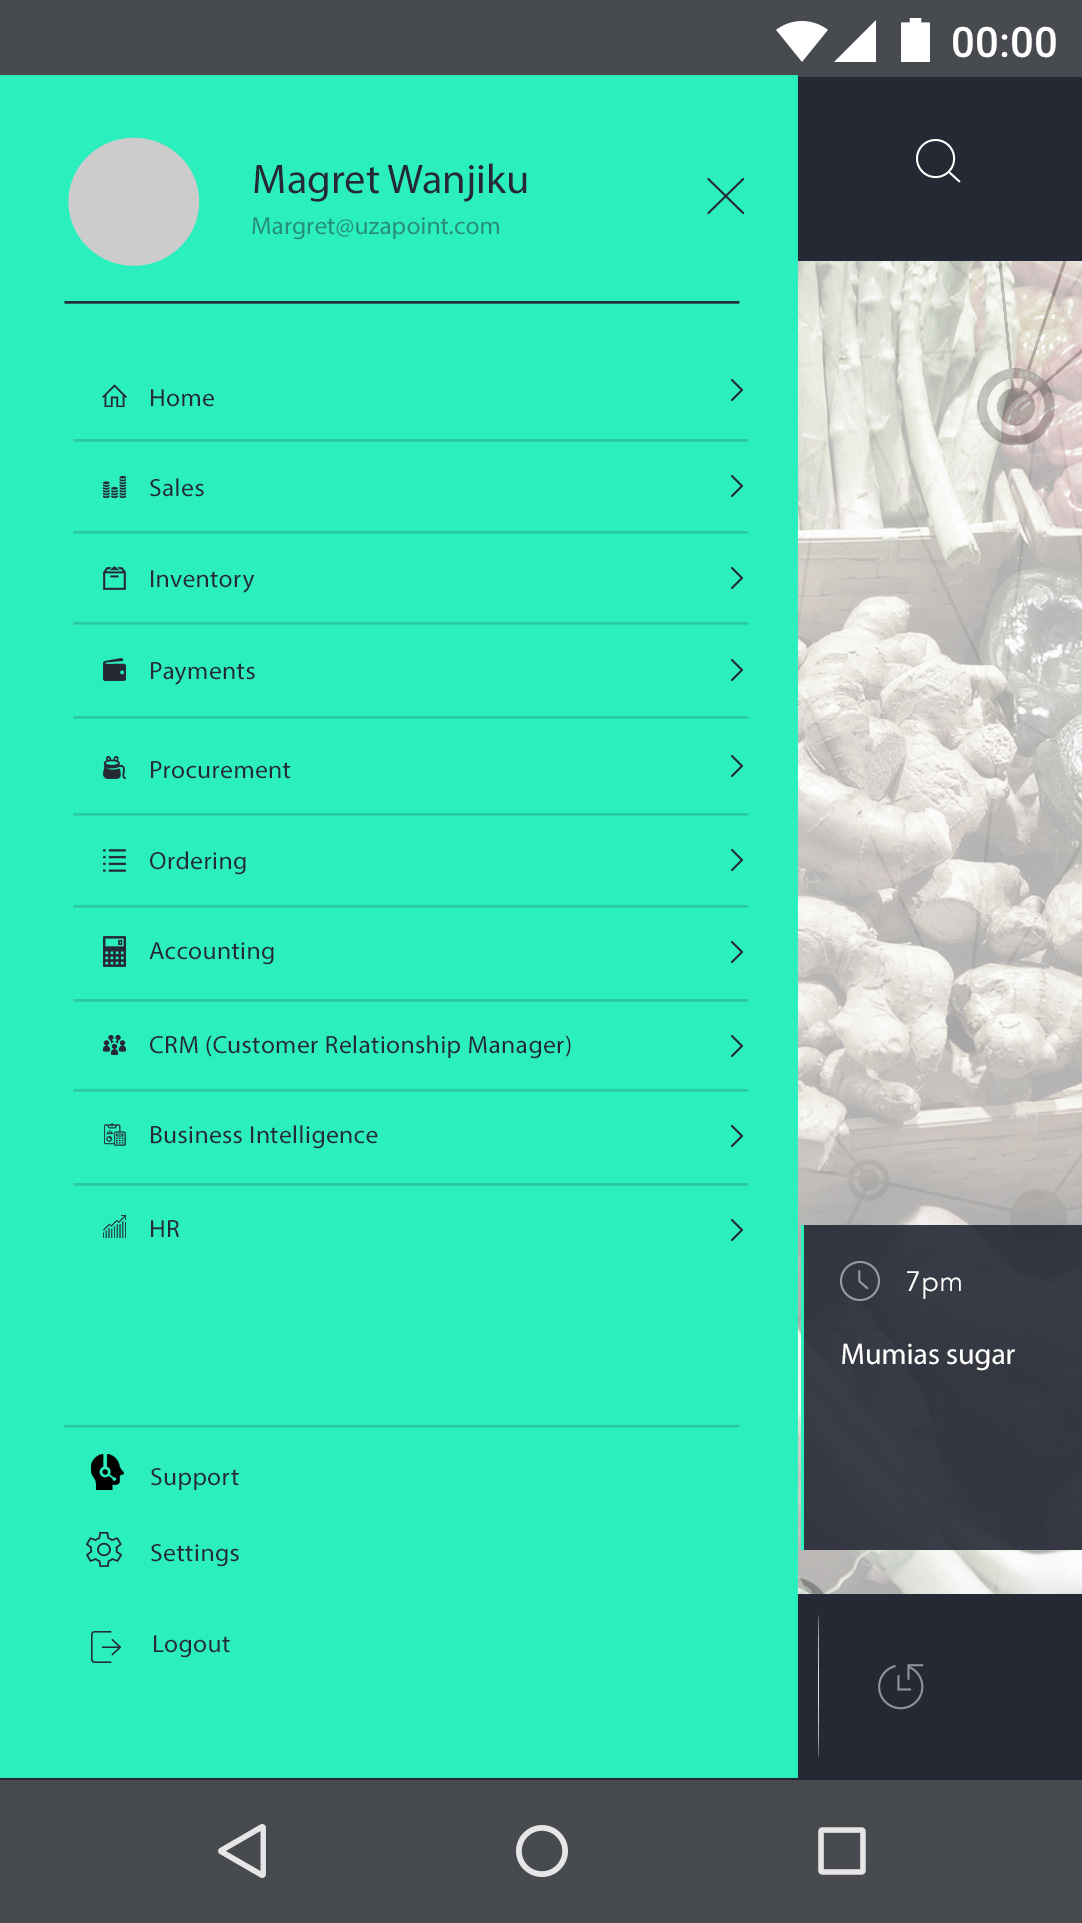 00:00
Magret Wanjiku
Margret@uzapoint.com
Home
Sales
Inventory
Payments
Procurement
Ordering
Accounting
CRM (Customer Relationship Manager)
Business Intelligence
HR
7pm
Mumias sugar
Support
Settings
Logout